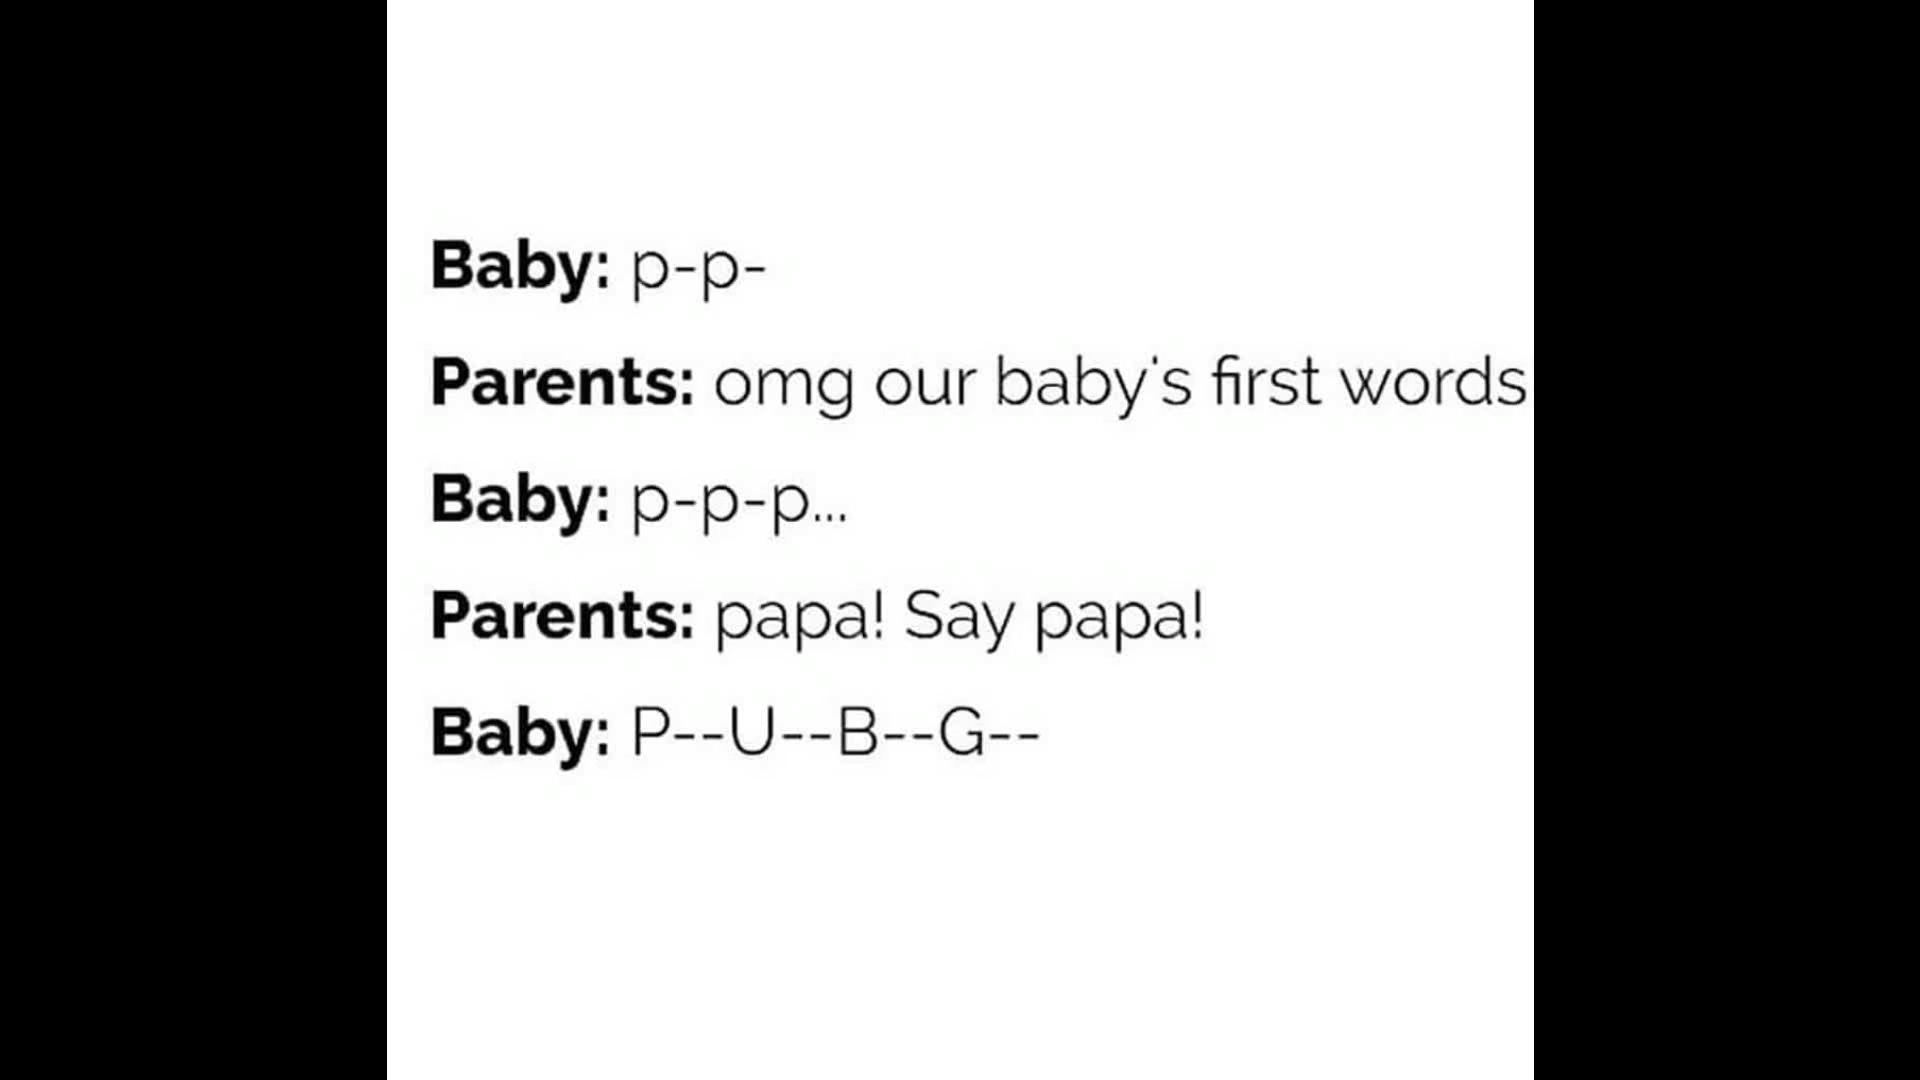 Baby: p-p-
Parents: omg our baby's first words
Baby: p-p-p...
Parents: papa! Say papa!
Baby: P--U--B--G--